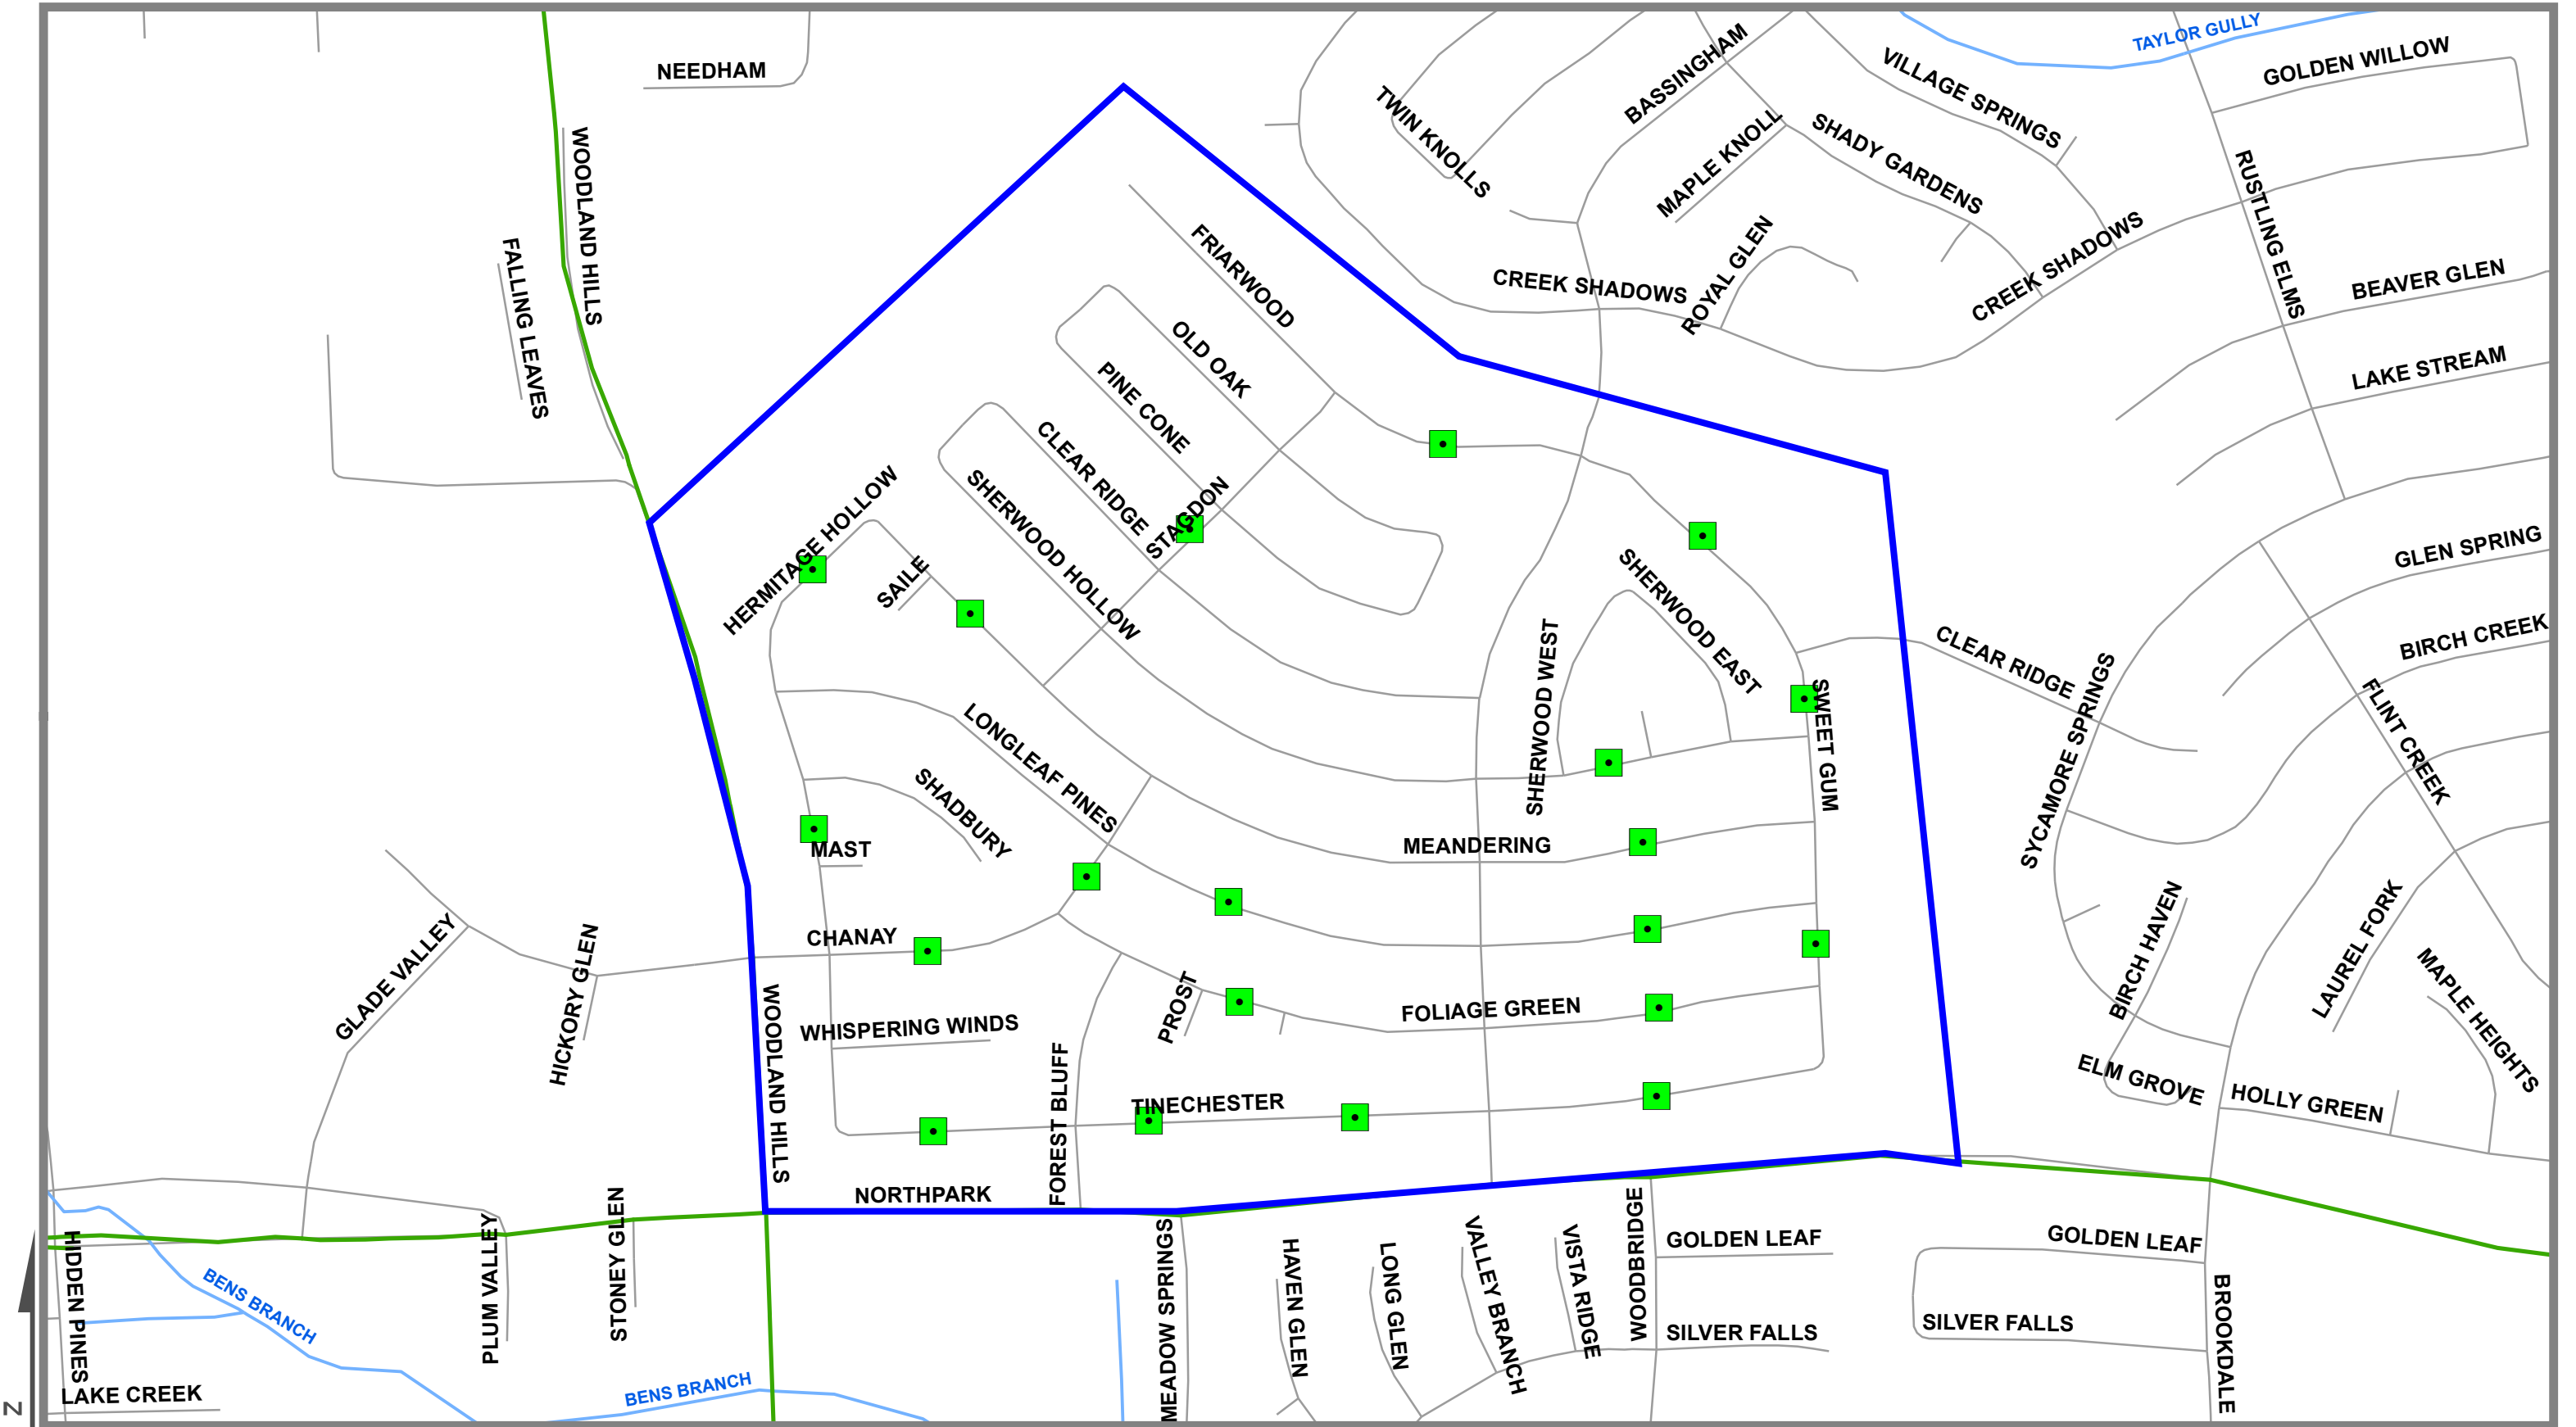 TAYLOR GULLY
GOLDEN WILLOW
NEEDHAM
BASSINGHAM
VILLAGE SPRINGS
TWIN KNOLLS
MAPLE KNOLL
SHADY GARDENS
WOODLAND HILLS
RUSTLING ELMS
FALLING LEAVES
FRIARWOOD
CREEK SHADOWS
ROYAL GLEN
CREEK SHADOWS
BEAVER GLEN
OLD OAK
LAKE STREAM
PINE CONE
CLEAR RIDGE
STAGDON
HERMITAGE HOLLOW
SHERWOOD HOLLOW
SAILE
SHERWOOD EAST
GLEN SPRING
SHERWOOD WEST
CLEAR RIDGE
BIRCH CREEK
SYCAMORE SPRINGS
SWEET GUM
FLINT CREEK
LONGLEAF PINES
SHADBURY
MAST
MEANDERING
GLADE VALLEY
HICKORY GLEN
CHANAY
BIRCH HAVEN
LAUREL FORK
MAPLE HEIGHTS
PROST
FOLIAGE GREEN
WOODLAND HILLS
WHISPERING WINDS
FOREST BLUFF
TINECHESTER
ELM GROVE
HOLLY GREEN
NORTHPARK
HIDDEN PINES
PLUM VALLEY
STONEY GLEN
MEADOW SPRINGS
HAVEN GLEN
LONG GLEN
VALLEY BRANCH
VISTA RIDGE
WOODBRIDGE
GOLDEN LEAF
GOLDEN LEAF
BENS BRANCH
SILVER FALLS
SILVER FALLS
BROOKDALE
BENS BRANCH
LAKE CREEK
N